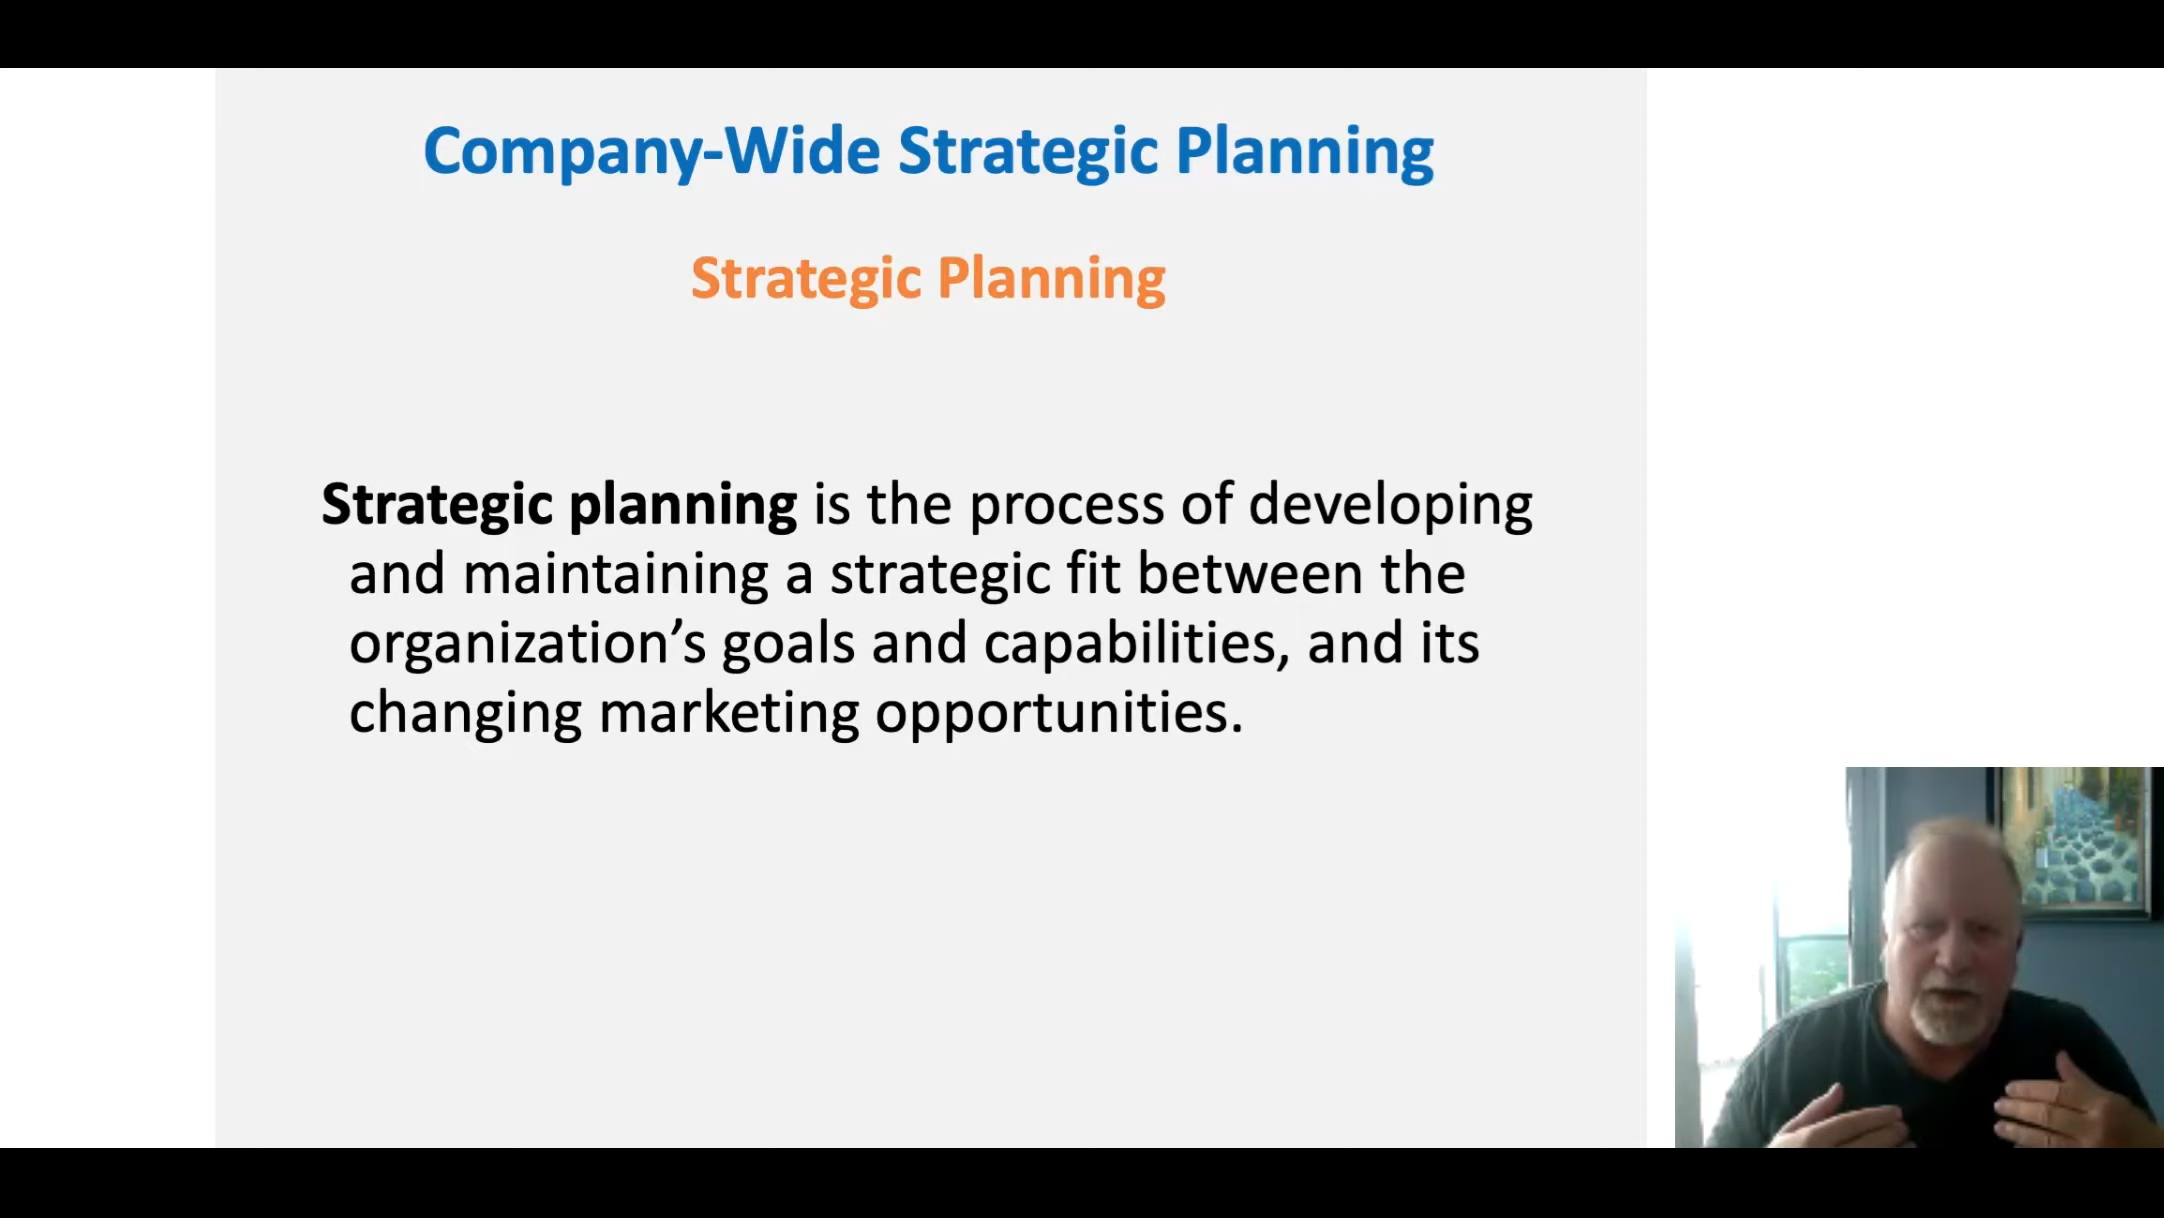 Company-Wide Strategic Planning
Strategic Planning
Strategic planning is the process of developing
and maintaining a strategic fit between the
organization’s goals and capabilities, and its
changing marketing opportunities.